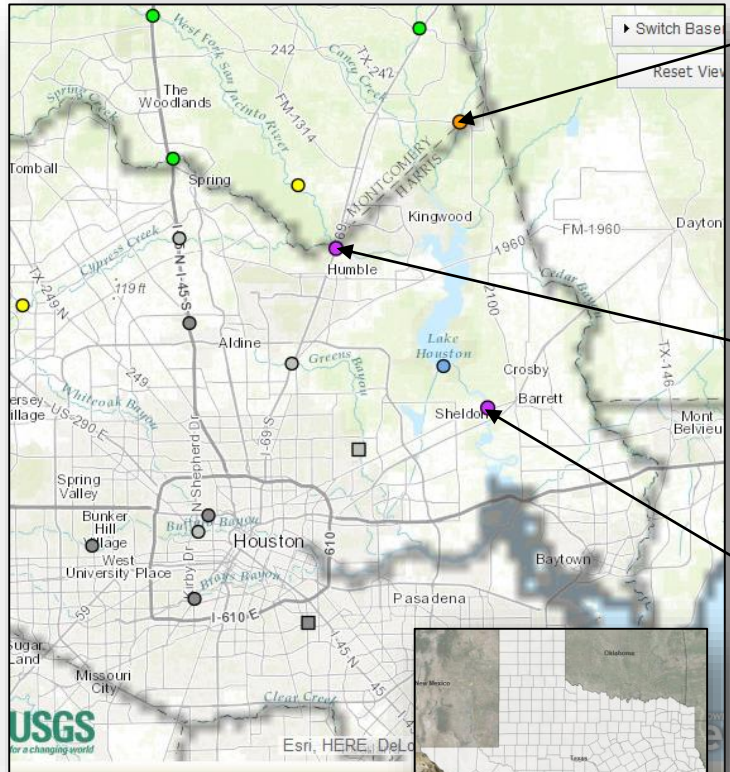 Switch Baser
Reset View
242
TX-242
West Fork San
Jacinto River
Caney
Creek
FM-1314
The
Woodlands
Spring Creek
Tomball
Spring
MONTGOMERY
HARRIS
69
Kingwood
Dayton
FM-1960
1960
Cypress Creek
I-45-N
I-45-S
Humble
2100
Cedar Bayou
TX-249 N
119 ft
Aldine
Greens
Bayou
Lake
Houston
TX-146
Crosby
249
Whiteoak Bayou
ersey
illage
US-290 E
Sheldon
Barrett
Mont
Belvieu
I-69 S
N Shepherd Dr
Spring
Valley
Bunker
Hill
Village
Buffalo Bayou
Houston
610
West
University Place
Kirby Dr
Brays Bayou
Baytown
Pasadena
59
I-610 E
Sugar
Land
Missouri
City
I-45 N
45
Clear Creek
I-4
USGS
for a changing world
Esri, HERE, DeLo
New Mexico
Oklahoma
Texas